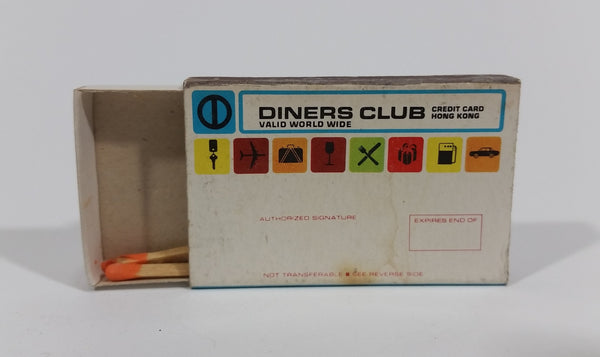 DINERS CLUB CREDIT CARD
VALID WORLD WIDE HONG KONG
AUTHORIZED SIGNATURE
EXPIRES END OF
NOT TRANSFERABLE ■ SEE REVERSE SIDE